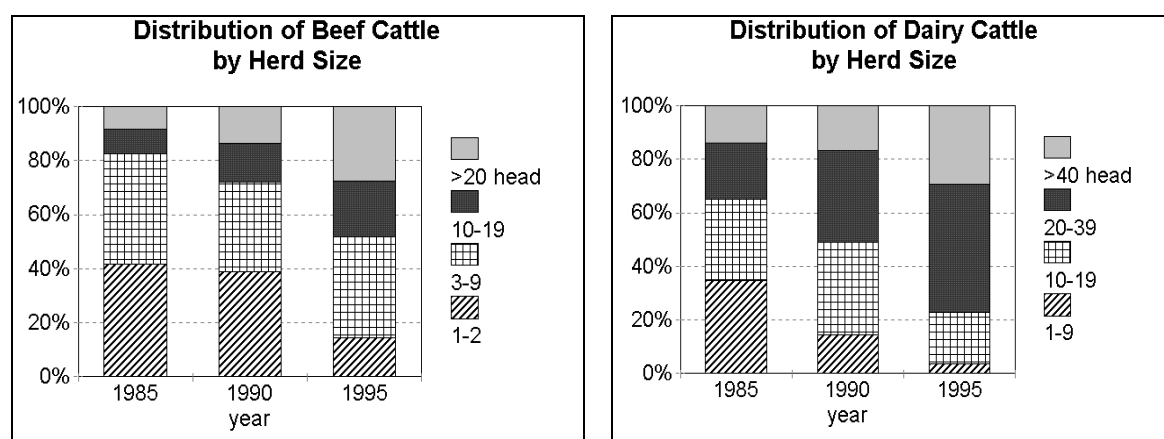 Distribution of Beef Cattle
by Herd Size
100%
80%
60%
40%
20%
0%
1985 1990 1995
year
>20 head
10-19
3-9
1-2
Distribution of Dairy Cattle
by Herd Size
100%
80%
60%
40%
20%
0%
1985 1990 1995
year
>40 head
20-39
10-19
1-9